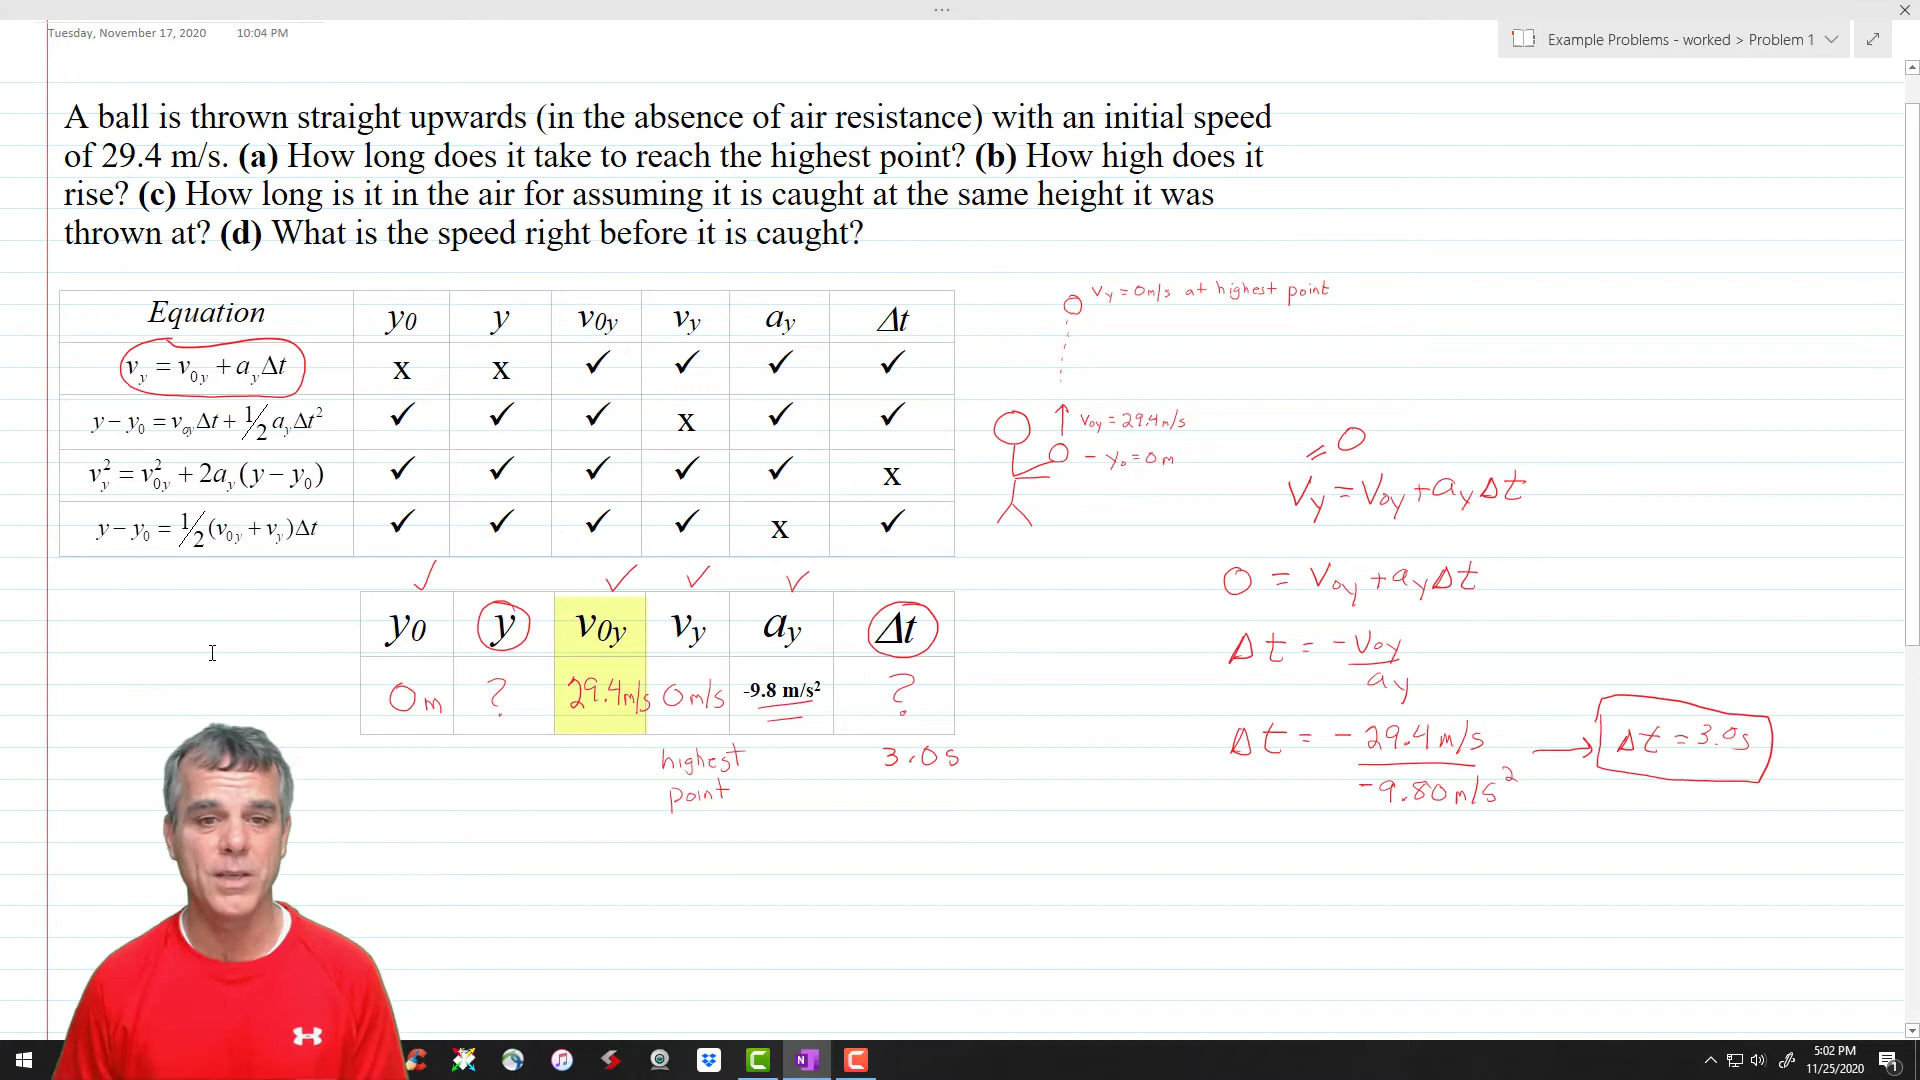 Tuesday, November 17, 2020 10:04 PM
Example Problems - worked > Problem 1
A ball is thrown straight upwards (in the absence of air resistance) with an initial speed
of 29.4 m/s. (a) How long does it take to reach the highest point? (b) How high does it
rise? (c) How long is it in the air for assuming it is caught at the same height it was
thrown at? (d) What is the speed right before it is caught?
Equation y0 y v0y vy ay Δt
vy = v0y + ayΔt x x ✓ ✓ ✓ ✓
y − y0 = voyΔt + 1/2 ayΔt² ✓ ✓ ✓ x ✓ ✓
vy² = v0y² + 2ay(y − y0) ✓ ✓ ✓ ✓ ✓ x
y − y0 = 1/2(v0y + vy)Δt ✓ ✓ ✓ ✓ x ✓
✓ ✓ ✓ ✓
y0 y v0y vy ay Δt
0m ? 29.4m/s 0m/s -9.8 m/s² ?
highest
point
3.0s
vy = 0m/s at highest point
voy = 29.4m/s
- yo = 0m
= 0
Vy = Voy + ayΔt
0 = Voy + ayΔt
Δt = -Voy
ay
Δt = - 29.4m/s
-9.80m/s²
→ Δt = 3.0s
5:02 PM
11/25/2020
1